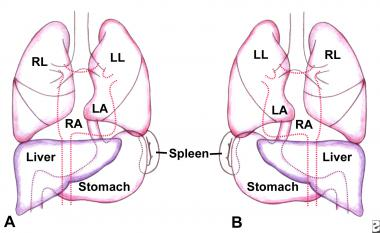 RL LL LL RL
LA LA
RA RA
Liver Spleen Liver
Stomach Stomach
A B